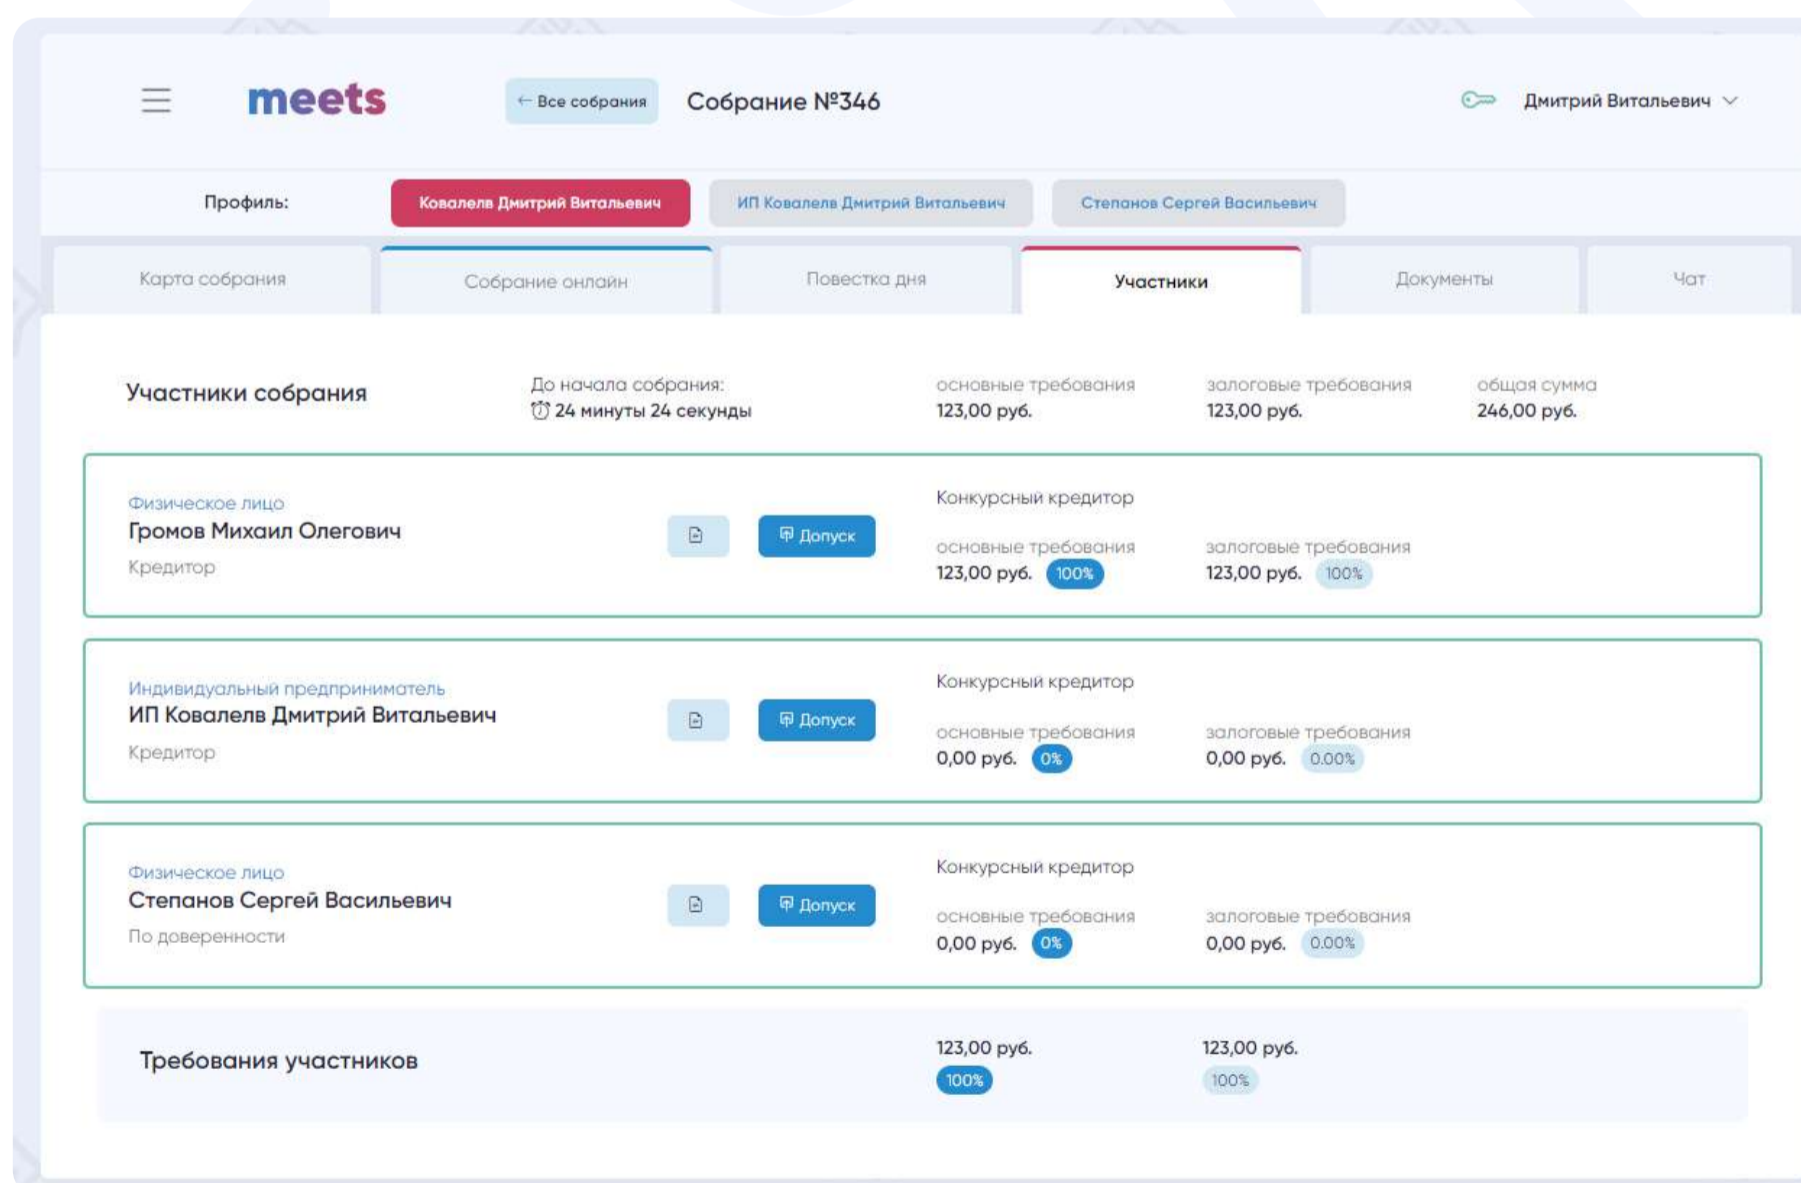 meets
← Все собрания
Собрание №346
Дмитрий Витальевич
Профиль:
Ковалелв Дмитрий Витальевич
ИП Ковалелв Дмитрий Витальевич
Степанов Сергей Васильевич
Карта собрания
Собрание онлайн
Повестка дня
Участники
Документы
Чат
Участники собрания
До начала собрания:
24 минуты 24 секунды
основные требования
123,00 руб.
залоговые требования
123,00 руб.
общая сумма
246,00 руб.
Физическое лицо
Громов Михаил Олегович
Кредитор
Допуск
Конкурсный кредитор
основные требования
123,00 руб. 100%
залоговые требования
123,00 руб. 100%
Индивидуальный предприниматель
ИП Ковалелв Дмитрий Витальевич
Кредитор
Допуск
Конкурсный кредитор
основные требования
0,00 руб. 0%
залоговые требования
0,00 руб. 0.00%
Физическое лицо
Степанов Сергей Васильевич
По доверенности
Допуск
Конкурсный кредитор
основные требования
0,00 руб. 0%
залоговые требования
0,00 руб. 0.00%
Требования участников
123,00 руб.
100%
123,00 руб.
100%